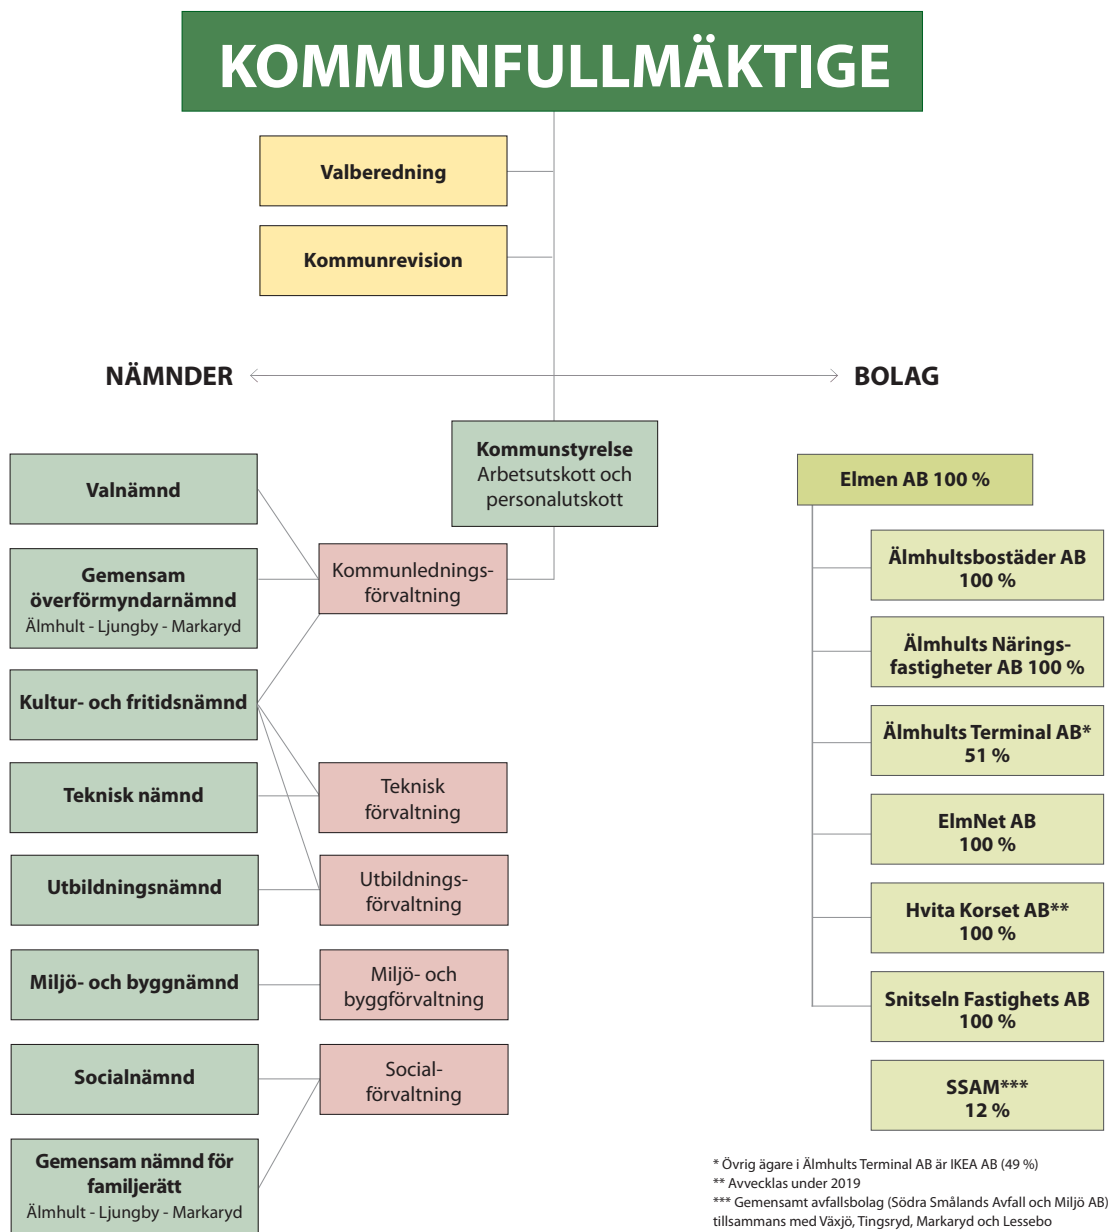 KOMMUNFULLMÄKTIGE
Valberedning
Kommunrevision
NÄMNDER
BOLAG
Kommunstyrelse
Arbetsutskott och
personalutskott
Valnämnd
Gemensam
överförmyndarnämnd
Älmhult - Ljungby - Markaryd
Kultur- och fritidsnämnd
Teknisk nämnd
Utbildningsnämnd
Miljö- och byggnämnd
Socialnämnd
Gemensam nämnd för
familjerätt
Älmhult - Ljungby - Markaryd
Kommunlednings-
förvaltning
Teknisk
förvaltning
Utbildnings-
förvaltning
Miljö- och
byggförvaltning
Social-
förvaltning
Elmen AB 100 %
Älmhultsbostäder AB
100 %
Älmhults Närings-
fastigheter AB 100 %
Älmhults Terminal AB*
51 %
ElmNet AB
100 %
Hvita Korset AB**
100 %
Snitseln Fastighets AB
100 %
SSAM***
12 %
* Övrig ägare i Älmhults Terminal AB är IKEA AB (49 %)
** Avvecklas under 2019
*** Gemensamt avfallsbolag (Södra Smålands Avfall och Miljö AB)
tillsammans med Växjö, Tingsryd, Markaryd och Lessebo